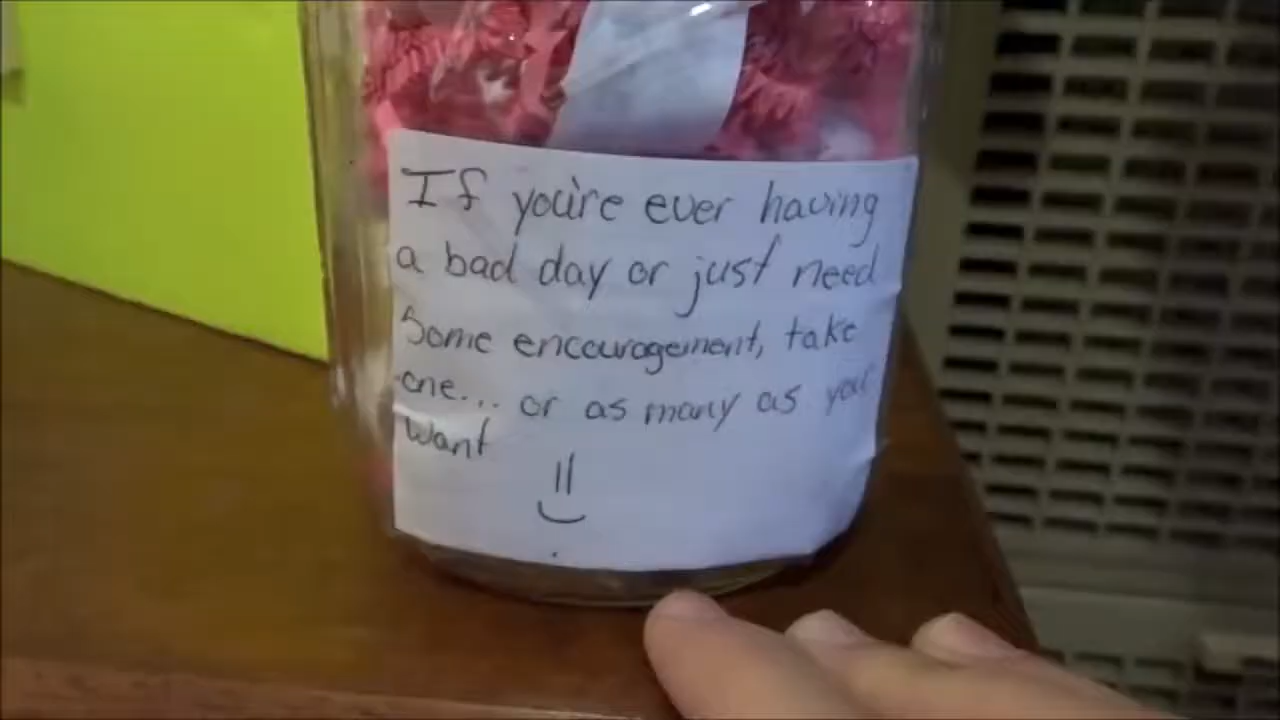 If you're ever having
a bad day or just need
Some encouragement, take
one... or as many as you
want